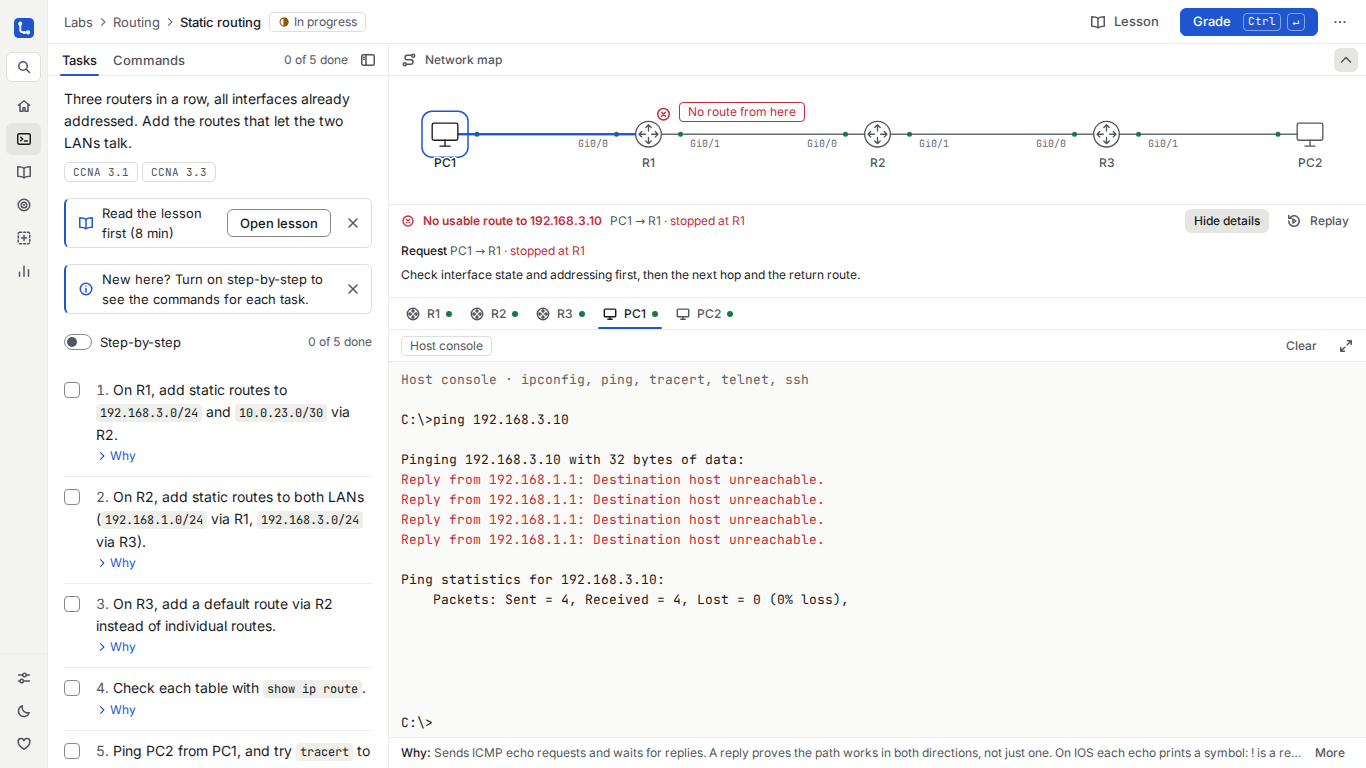 Labs > Routing > Static routing In progress
Lesson Grade Ctrl ↵ ...
Tasks Commands 0 of 5 done
Three routers in a row, all interfaces already
addressed. Add the routes that let the two
LANs talk.
CCNA 3.1 CCNA 3.3
Read the lesson
first (8 min)
Open lesson
New here? Turn on step-by-step to
see the commands for each task.
Step-by-step 0 of 5 done
1. On R1, add static routes to
192.168.3.0/24 and 10.0.23.0/30 via
R2.
> Why
2. On R2, add static routes to both LANs
(192.168.1.0/24 via R1, 192.168.3.0/24
via R3).
> Why
3. On R3, add a default route via R2
instead of individual routes.
> Why
4. Check each table with show ip route.
> Why
5. Ping PC2 from PC1, and try tracert to
Network map
No route from here
Gi0/0 Gi0/1 Gi0/0 Gi0/1 Gi0/0 Gi0/1
PC1 R1 R2 R3 PC2
No usable route to 192.168.3.10 PC1 → R1 · stopped at R1
Hide details Replay
Request PC1 → R1 · stopped at R1
Check interface state and addressing first, then the next hop and the return route.
R1 R2 R3 PC1 PC2
Host console Clear
Host console · ipconfig, ping, tracert, telnet, ssh
C:\>ping 192.168.3.10
Pinging 192.168.3.10 with 32 bytes of data:
Reply from 192.168.1.1: Destination host unreachable.
Reply from 192.168.1.1: Destination host unreachable.
Reply from 192.168.1.1: Destination host unreachable.
Reply from 192.168.1.1: Destination host unreachable.
Ping statistics for 192.168.3.10:
Packets: Sent = 4, Received = 4, Lost = 0 (0% loss),
C:\>
Why: Sends ICMP echo requests and waits for replies. A reply proves the path works in both directions, not just one. On IOS each echo prints a symbol: ! is a re... More